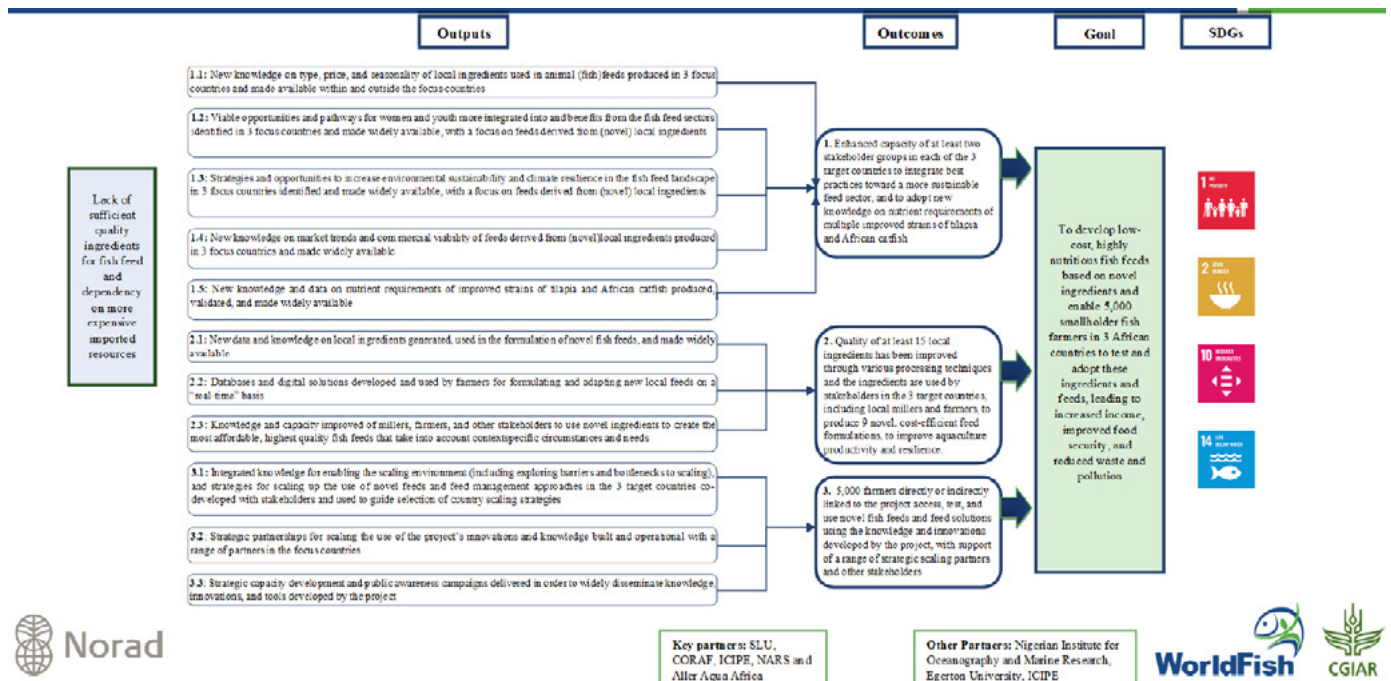 Outputs
Outcomes
Goal
SDGs
Lack of
sufficient
quality
ingredients
for fish feed
and
dependency
on more
expensive
imported
resources
1.1: New knowledge on type, price, and seasonality of local ingredients used in animal (fish)feeds produced in 3 focus
countries and made available within and outside the focus countries
1.2: Viable opportunities and pathways for women and youth more integrated into and benefits from the fish feed sectors
identified in 3 focus countries and made widely available, with a focus on feeds derived from (novel) local ingredients
1.3: Strategies and opportunities to increase environmental sustainability and climate resilience in the fish feed landscape
in 3 focus countries identified and made widely available, with a focus on feeds derived from (novel) local ingredients
1.4: New knowledge on market trends and commercial viability of feeds derived from (novel)local ingredients produced
in 3 focus countries and made widely available
1.5: New knowledge and data on nutrient requirements of improved strains of tilapia and African catfish produced,
validated, and made widely available
2.1: New data and knowledge on local ingredients generated, used in the formulation of novel fish feeds, and made widely
available
2.2: Databases and digital solutions developed and used by farmers for formulating and adapting new local feeds on a
"real-time" basis
2.3: Knowledge and capacity improved of millers, farmers, and other stakeholders to use novel ingredients to create the
most affordable, highest quality fish feeds that take into account contextspecific circumstances and needs
3.1: Integrated knowledge for enabling the scaling environment (including exploring barriers and bottlenecks to scaling),
and strategies for scaling up the use of novel feeds and feed management approaches in the 3 target countries co-
developed with stakeholders and used to guide selection of country scaling strategies
3.2: Strategic partnerships for scaling the use of the project's innovations and knowledge built and operational with a
range of partners in the focus countries
3.3: Strategic capacity development and public awareness campaigns delivered in order to widely disseminate knowledge,
innovations, and tools developed by the project
1. Enhanced capacity of at least two
stakeholder groups in each of the 3
target countries to integrate best
practices toward a more sustainable
feed sector, and to adopt new
knowledge on nutrient requirements of
multiple improved strains of tilapia
and African catfish
2. Quality of at least 15 local
ingredients has been improved
through various processing techniques
and the ingredients are used by
stakeholders in the 3 target countries,
including local millers and farmers, to
produce 9 novel, cost-efficient feed
formulations, to improve aquaculture
productivity and resilience.
3. 5,000 farmers directly or indirectly
linked to the project access, test, and
use novel fish feeds and feed solutions
using the knowledge and innovations
developed by the project, with support
of a range of strategic scaling partners
and other stakeholders
To develop low-
cost, highly
nutritious fish feeds
based on novel
ingredients and
enable 5,000
smallholder fish
farmers in 3 African
countries to test and
adopt these
ingredients and
feeds, leading to
increased income,
improved food
security, and
reduced waste and
pollution
1 NO
POVERTY
2 ZERO
HUNGER
10 REDUCED
INEQUALITIES
14 LIFE
BELOW WATER
Norad
Key partners: SLU,
CORAF, ICIPE, NARS and
Aller Aqua Africa
Other Partners: Nigerian Institute for
Oceanography and Marine Research,
Egerton University, ICIPE
WorldFish
CGIAR